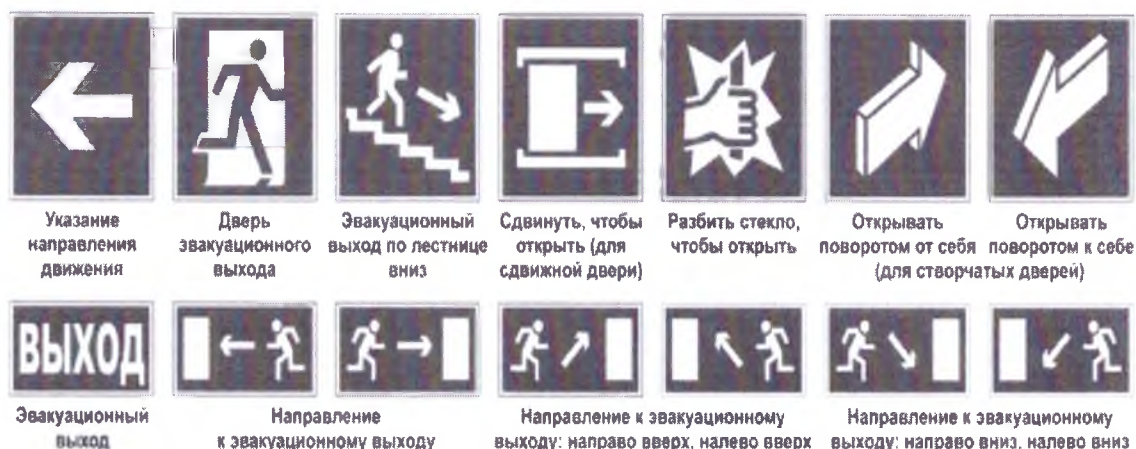 Указание
направления
движения
Дверь
эвакуационного
выхода
Эвакуационный
выход по лестнице
вниз
Сдвинуть, чтобы
открыть (для
сдвижной двери)
Разбить стекло,
чтобы открыть
Открывать
поворотом от себя
Открывать
поворотом к себе
(для створчатых дверей)
ВЫХОД
Эвакуационный
выход
Направление
к эвакуационному выходу
Направление к эвакуационному
выходу: направо вверх, налево вверх
Направление к эвакуационному
выходу: направо вниз, налево вниз